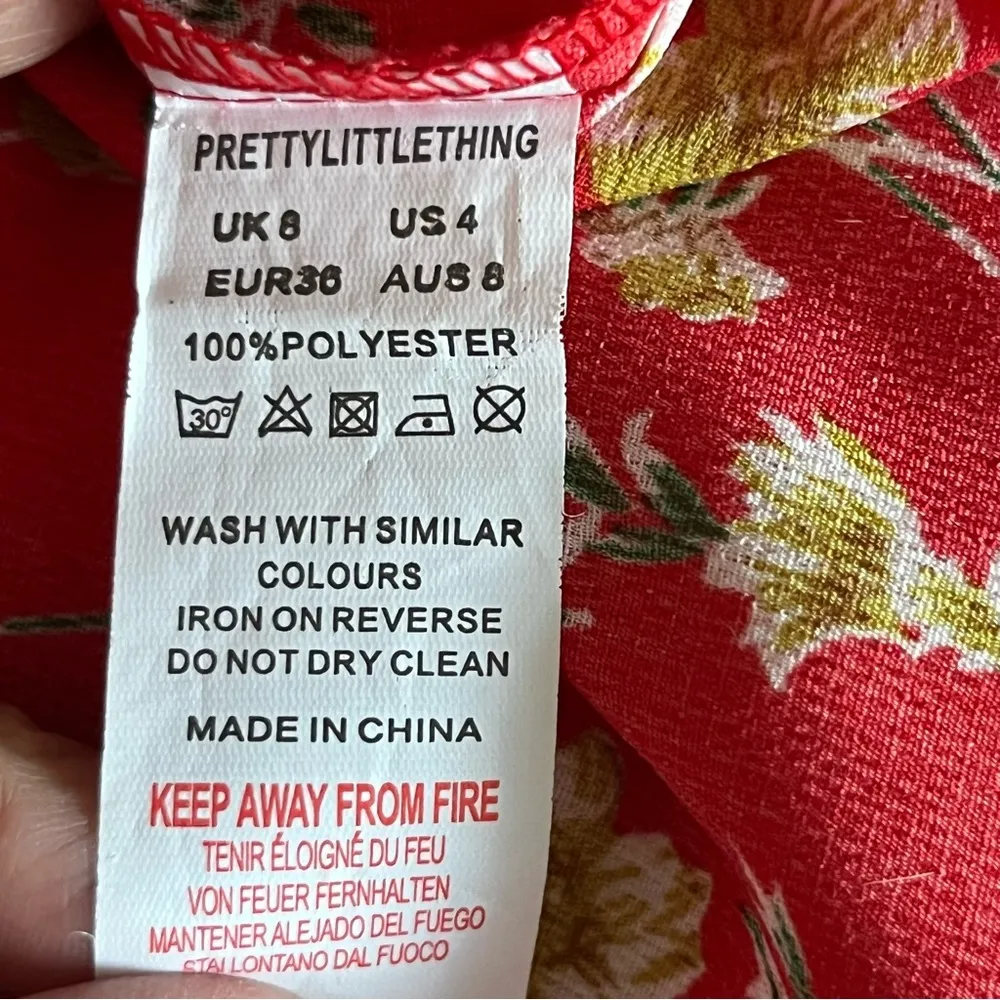 PRETTYLITTLETHING
UK 8 US 4
EUR36 AUS 8
100%POLYESTER
30°
WASH WITH SIMILAR
COLOURS
IRON ON REVERSE
DO NOT DRY CLEAN
MADE IN CHINA
KEEP AWAY FROM FIRE
TENIR ÉLOIGNÉ DU FEU
VON FEUER FERNHALTEN
MANTENER ALEJADO DEL FUEGO
STALLONTANO DAL FUOCO